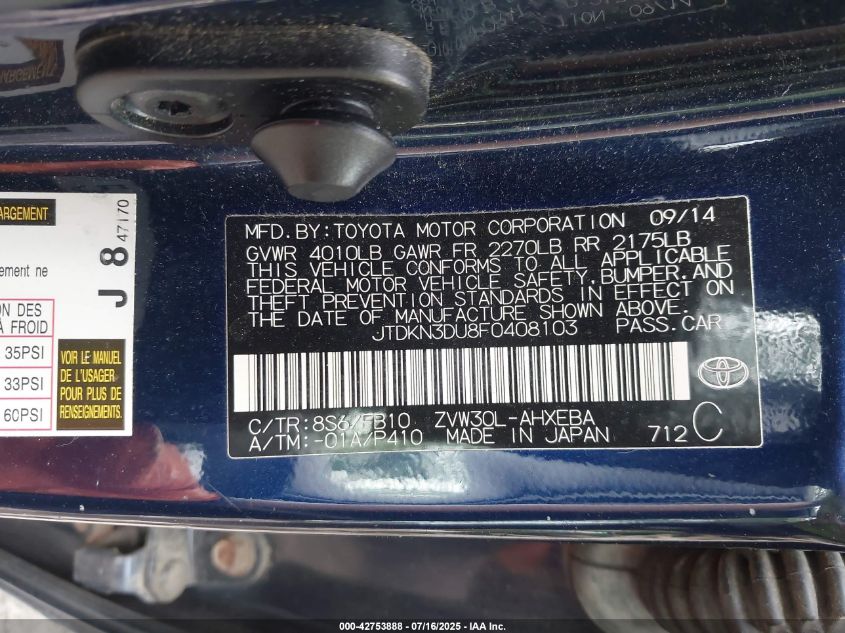 ARGEMENT
ement ne
ON DES
À FROID
35PSI
33PSI
60PSI
VOIR LE MANUEL
DE L'USAGER
POUR PLUS DE
RENSEIGNEMENTS
J 8 47170
MFD. BY: TOYOTA MOTOR CORPORATION 09/14
GVWR 4010LB GAWR FR 2270LB RR 2175LB
THIS VEHICLE CONFORMS TO ALL APPLICABLE
FEDERAL MOTOR VEHICLE SAFETY, BUMPER, AND
THEFT PREVENTION STANDARDS IN EFFECT ON
THE DATE OF MANUFACTURE SHOWN ABOVE.
JTDKN3DU8F0408103 PASS. CAR
TOYOTA
C/TR: 8S6/FB10 ZVW30L-AHXEBA
A/TM: -01A/P410 MADE IN JAPAN 712 C
000-42753888 - 07/16/2025 - IAA Inc.